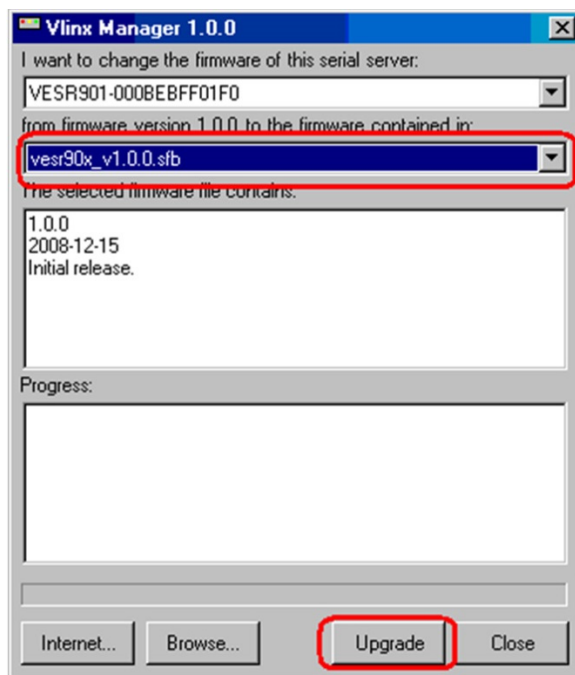 Vlinx Manager 1.0.0
I want to change the firmware of this serial server:
VESR901-000BEBFF01F0
from firmware version 1.0.0 to the firmware contained in:
vesr90x_v1.0.0.sfb
The selected firmware file contains:
1.0.0
2008-12-15
Initial release.
Progress:
Internet... Browse... Upgrade Close